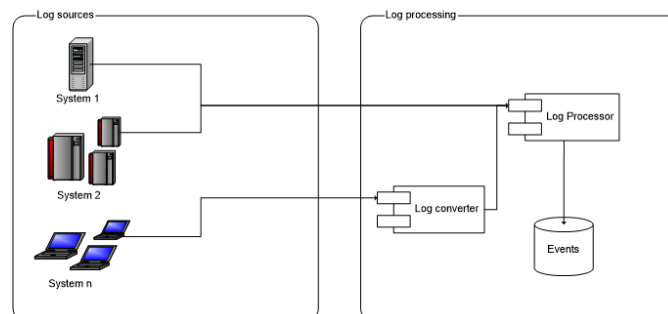 Log sources
Log processing
System 1
Log Processor
System 2
Log converter
Events
System n